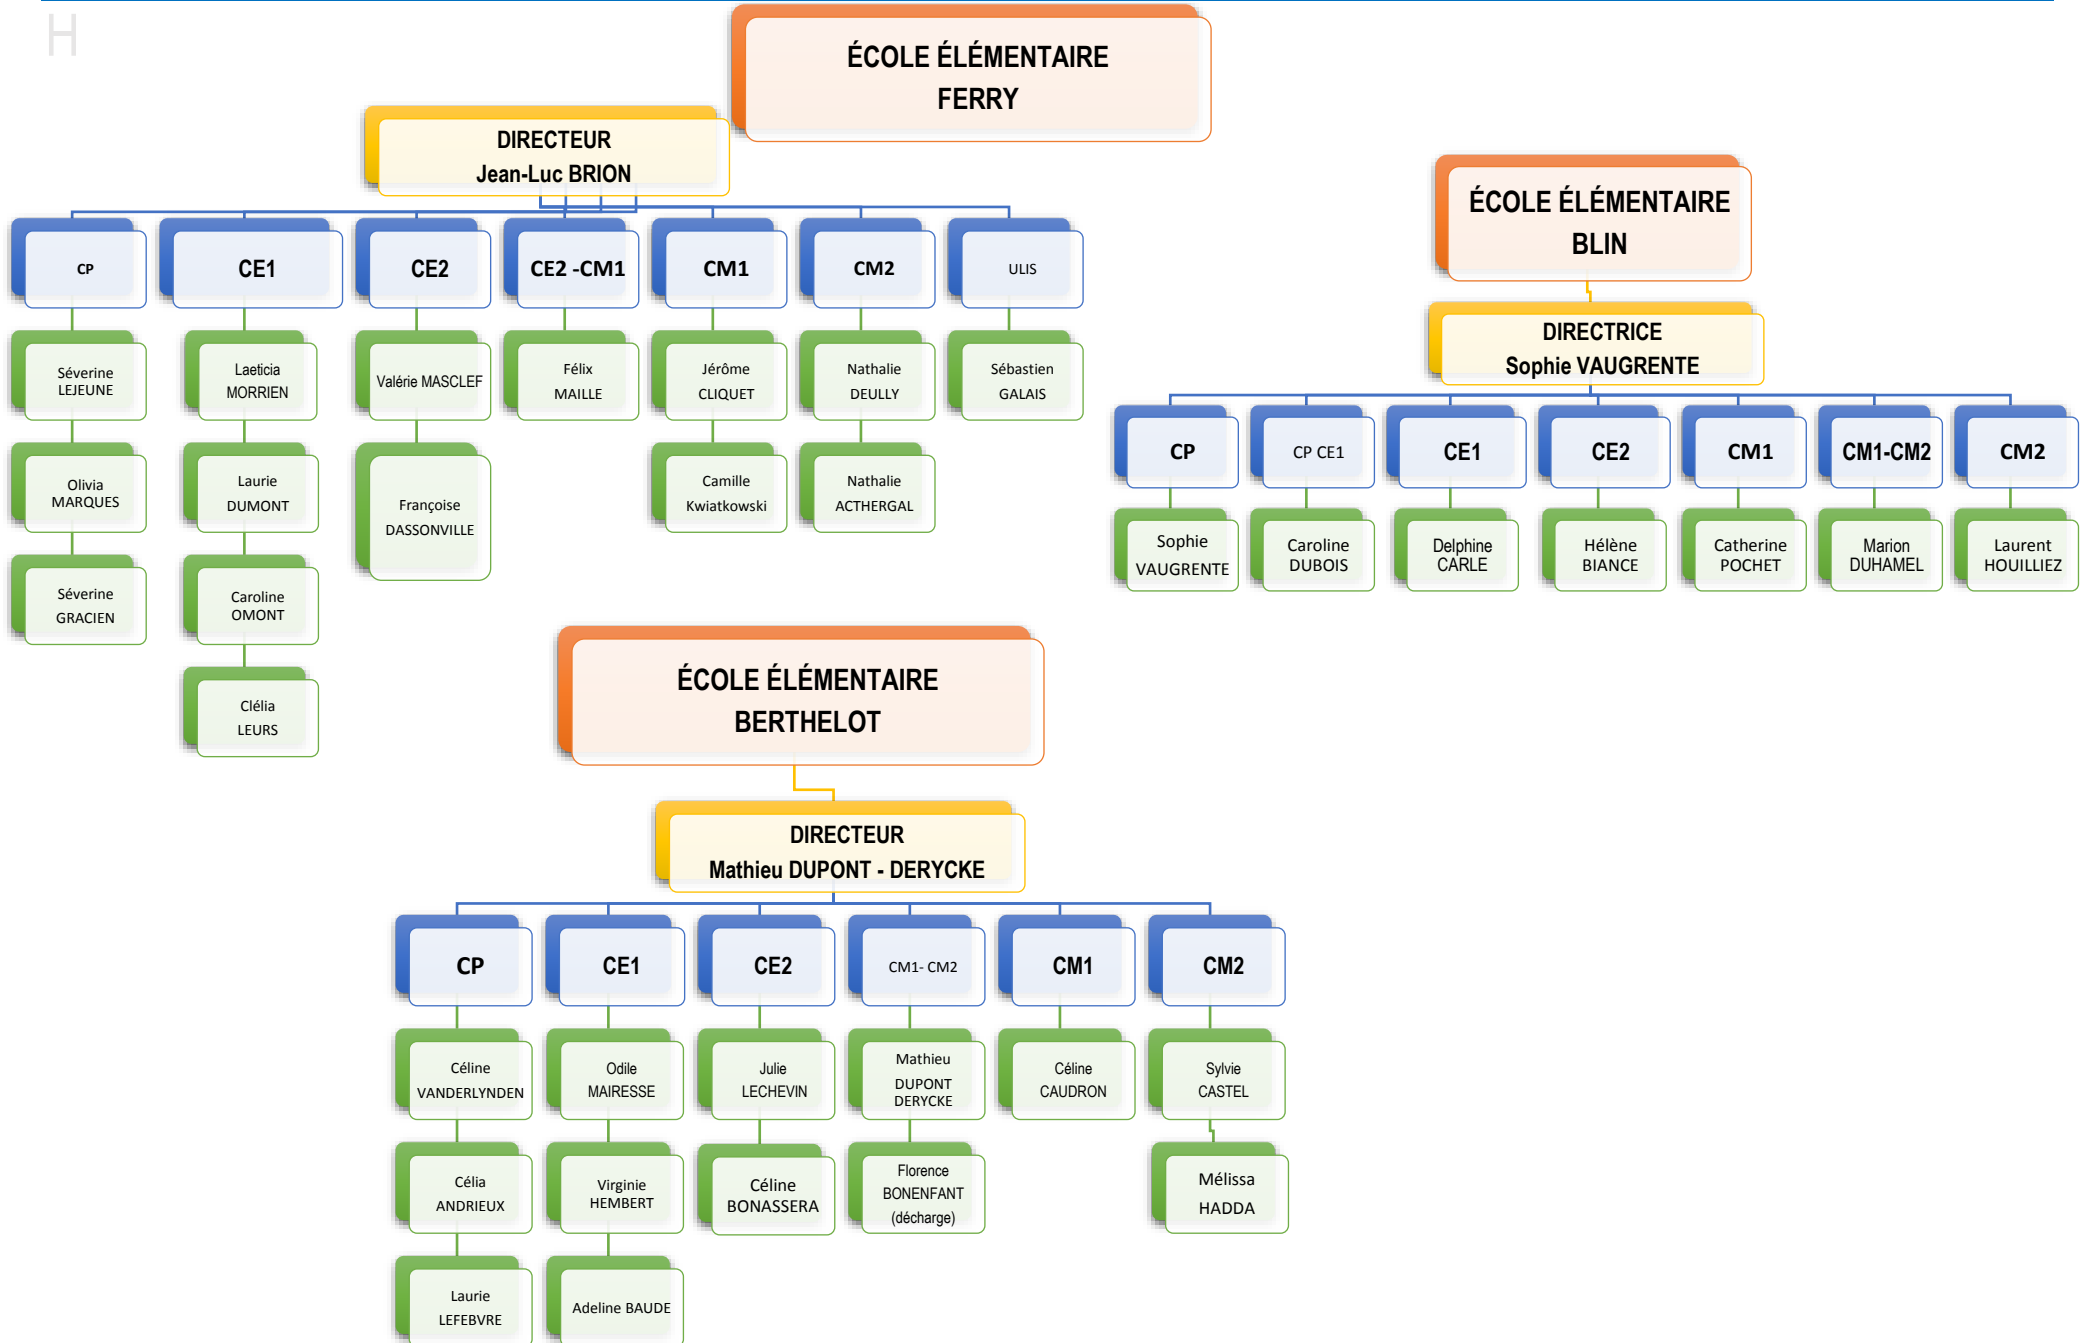 H
ÉCOLE ÉLÉMENTAIRE
FERRY
DIRECTEUR
Jean-Luc BRION
CP
CE1
CE2
CE2 -CM1
CM1
CM2
ULIS
Séverine
LEJEUNE
Olivia
MARQUES
Séverine
GRACIEN
Laeticia
MORRIEN
Laurie
DUMONT
Caroline
OMONT
Clélia
LEURS
Valérie MASCLEF
Françoise
DASSONVILLE
Félix
MAILLE
Jérôme
CLIQUET
Camille
Kwiatkowski
Nathalie
DEULLY
Nathalie
ACTHERGAL
Sébastien
GALAIS
ÉCOLE ÉLÉMENTAIRE
BLIN
DIRECTRICE
Sophie VAUGRENTE
CP
CP CE1
CE1
CE2
CM1
CM1-CM2
CM2
Sophie
VAUGRENTE
Caroline
DUBOIS
Delphine
CARLE
Hélène
BIANCE
Catherine
POCHET
Marion
DUHAMEL
Laurent
HOUILLIEZ
ÉCOLE ÉLÉMENTAIRE
BERTHELOT
DIRECTEUR
Mathieu DUPONT - DERYCKE
CP
CE1
CE2
CM1- CM2
CM1
CM2
Céline
VANDERLYNDEN
Célia
ANDRIEUX
Laurie
LEFEBVRE
Odile
MAIRESSE
Virginie
HEMBERT
Adeline BAUDE
Julie
LECHEVIN
Céline
BONASSERA
Mathieu
DUPONT
DERYCKE
Florence
BONENFANT
(décharge)
Céline
CAUDRON
Sylvie
CASTEL
Mélissa
HADDA